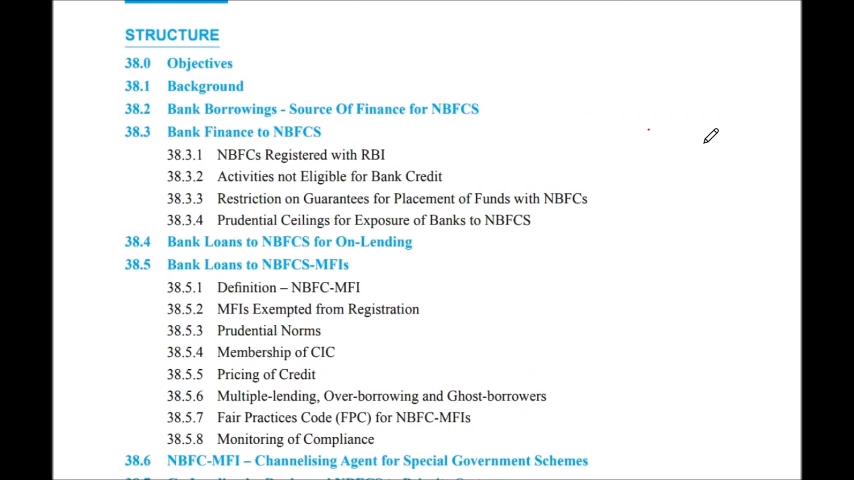 STRUCTURE
38.0 Objectives
38.1 Background
38.2 Bank Borrowings - Source Of Finance for NBFCS
38.3 Bank Finance to NBFCS
38.3.1 NBFCs Registered with RBI
38.3.2 Activities not Eligible for Bank Credit
38.3.3 Restriction on Guarantees for Placement of Funds with NBFCs
38.3.4 Prudential Ceilings for Exposure of Banks to NBFCS
38.4 Bank Loans to NBFCS for On-Lending
38.5 Bank Loans to NBFCS-MFIs
38.5.1 Definition – NBFC-MFI
38.5.2 MFIs Exempted from Registration
38.5.3 Prudential Norms
38.5.4 Membership of CIC
38.5.5 Pricing of Credit
38.5.6 Multiple-lending, Over-borrowing and Ghost-borrowers
38.5.7 Fair Practices Code (FPC) for NBFC-MFIs
38.5.8 Monitoring of Compliance
38.6 NBFC-MFI – Channelising Agent for Special Government Schemes